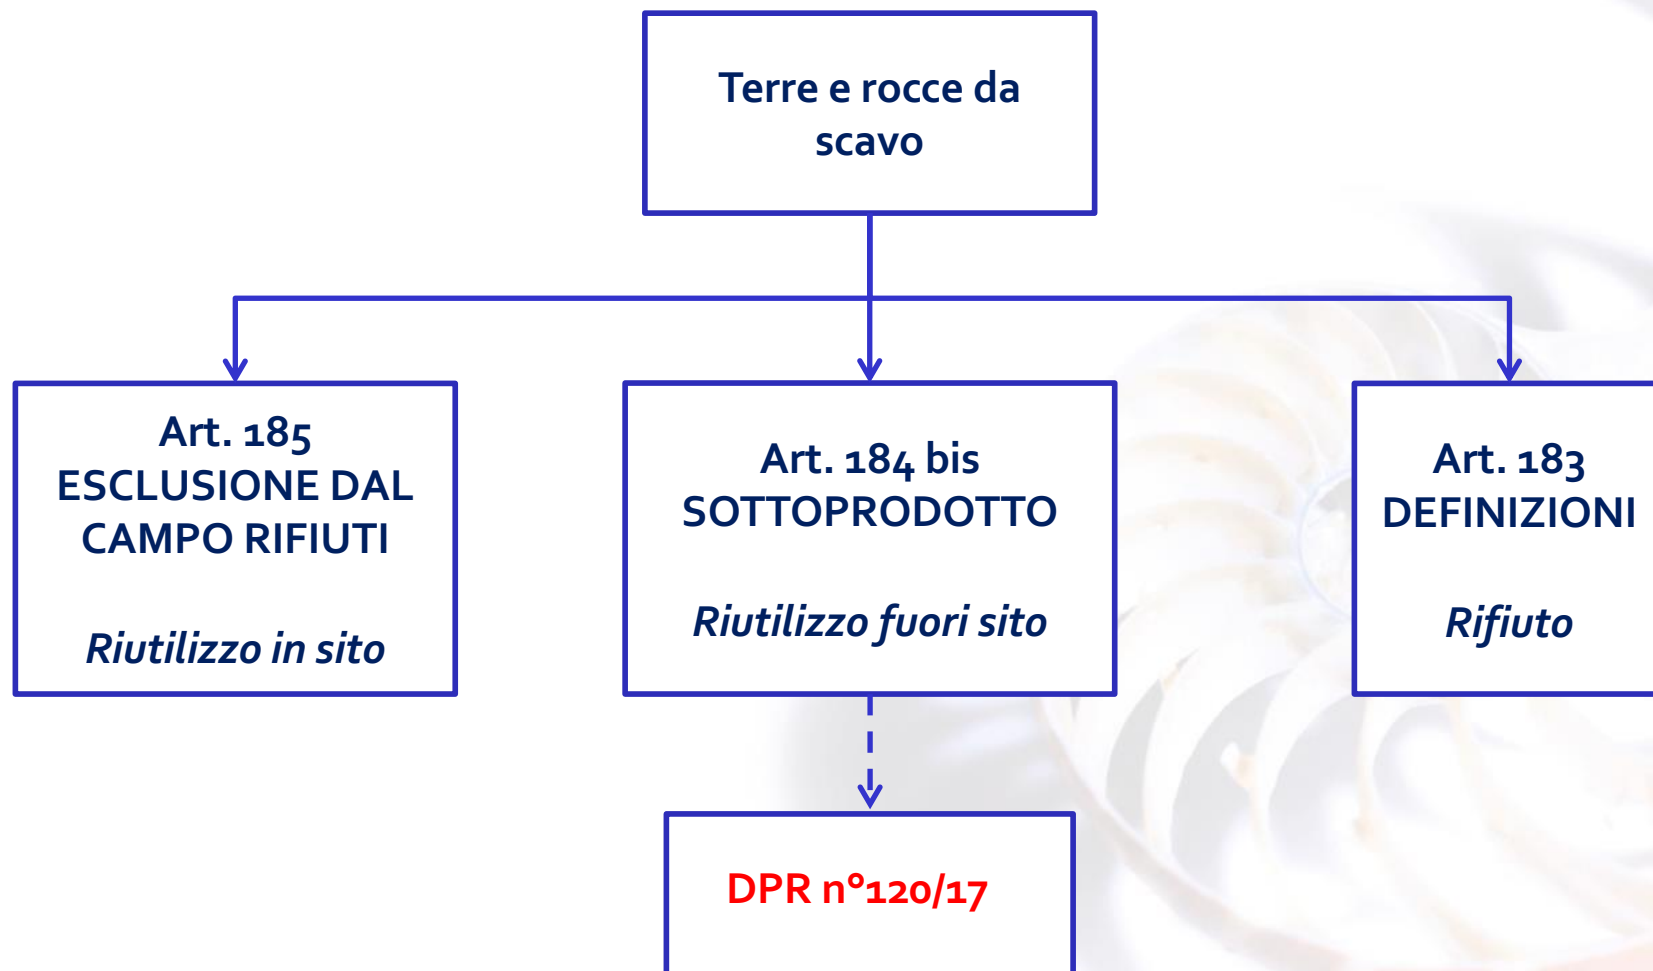 Terre e rocce da
scavo
Art. 185
ESCLUSIONE DAL
CAMPO RIFIUTI
Riutilizzo in sito
Art. 184 bis
SOTTOPRODOTTO
Riutilizzo fuori sito
Art. 183
DEFINIZIONI
Rifiuto
DPR n°120/17